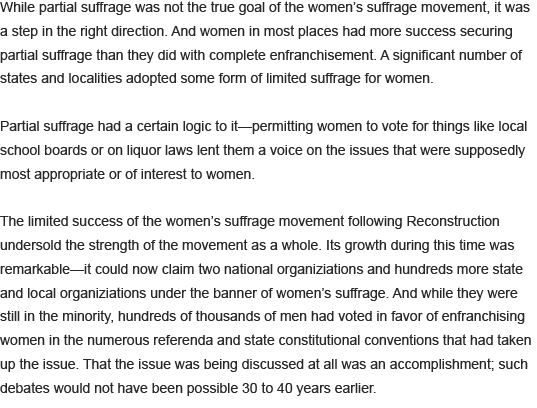 While partial suffrage was not the true goal of the women’s suffrage movement, it was
a step in the right direction. And women in most places had more success securing
partial suffrage than they did with complete enfranchisement. A significant number of
states and localities adopted some form of limited suffrage for women.
Partial suffrage had a certain logic to it—permitting women to vote for things like local
school boards or on liquor laws lent them a voice on the issues that were supposedly
most appropriate or of interest to women.
The limited success of the women’s suffrage movement following Reconstruction
undersold the strength of the movement as a whole. Its growth during this time was
remarkable—it could now claim two national organiziations and hundreds more state
and local organiziations under the banner of women’s suffrage. And while they were
still in the minority, hundreds of thousands of men had voted in favor of enfranchising
women in the numerous referenda and state constitutional conventions that had taken
up the issue. That the issue was being discussed at all was an accomplishment; such
debates would not have been possible 30 to 40 years earlier.